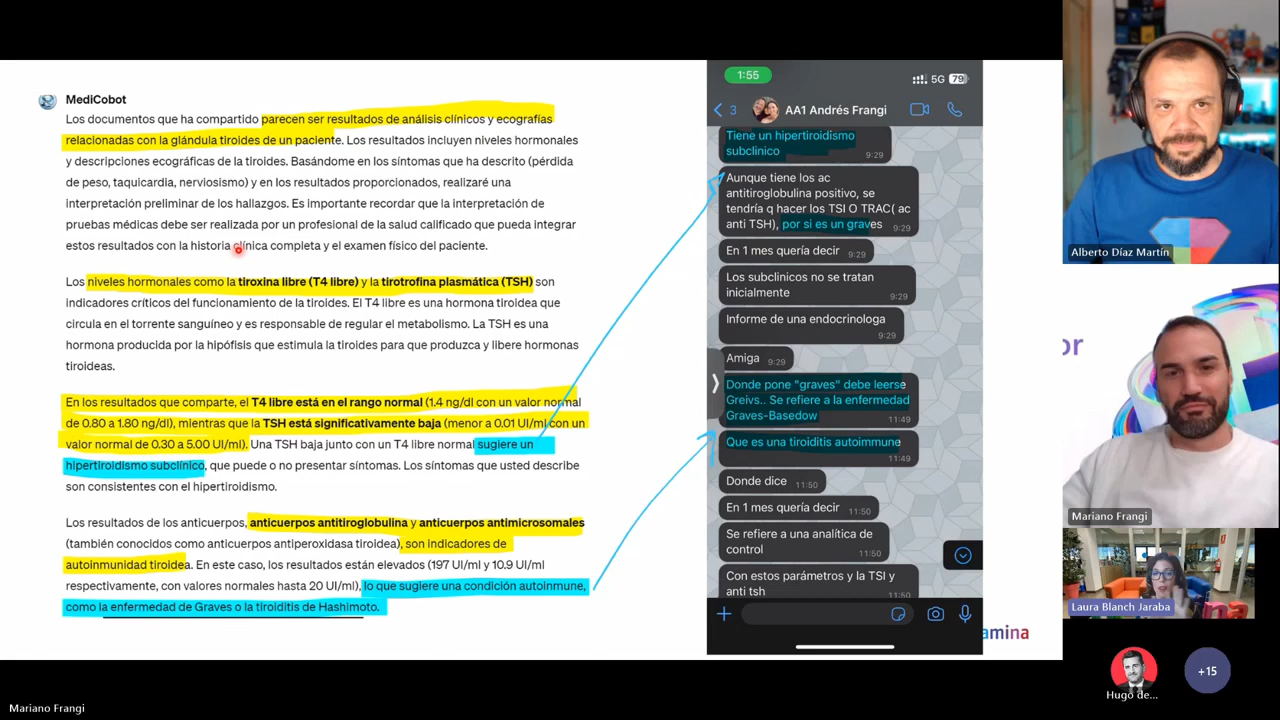 MediCobot
Los documentos que ha compartido parecen ser resultados de análisis clínicos y ecografías
relacionadas con la glándula tiroides de un paciente. Los resultados incluyen niveles hormonales
y descripciones ecográficas de la tiroides. Basándome en los síntomas que ha descrito (pérdida
de peso, taquicardia, nerviosismo) y en los resultados proporcionados, realizaré una
interpretación preliminar de los hallazgos. Es importante recordar que la interpretación de
pruebas médicas debe ser realizada por un profesional de la salud calificado que pueda integrar
estos resultados con la historia clínica completa y el examen físico del paciente.
Los niveles hormonales como la tiroxina libre (T4 libre) y la tirotrofina plasmática (TSH) son
indicadores críticos del funcionamiento de la tiroides. El T4 libre es una hormona tiroidea que
circula en el torrente sanguíneo y es responsable de regular el metabolismo. La TSH es una
hormona producida por la hipófisis que estimula la tiroides para que produzca y libere hormonas
tiroideas.
En los resultados que comparte, el T4 libre está en el rango normal (1.4 ng/dl con un valor normal
de 0.80 a 1.80 ng/dl), mientras que la TSH está significativamente baja (menor a 0.01 UI/ml con un
valor normal de 0.30 a 5.00 UI/ml). Una TSH baja junto con un T4 libre normal sugiere un
hipertiroidismo subclínico, que puede o no presentar síntomas. Los síntomas que usted describe
son consistentes con el hipertiroidismo.
Los resultados de los anticuerpos, anticuerpos antitiroglobulina y anticuerpos antimicrosomales
(también conocidos como anticuerpos antiperoxidasa tiroidea), son indicadores de
autoinmunidad tiroidea. En este caso, los resultados están elevados (197 UI/ml y 10.9 UI/ml
respectivamente, con valores normales hasta 20 UI/ml), lo que sugiere una condición autoinmune,
como la enfermedad de Graves o la tiroiditis de Hashimoto.
1:55
5G 79
3
AA1 Andrés Frangi
Tiene un hipertiroidismo
subclinico
9:29
Aunque tiene los ac
antitiroglobulina positivo, se
tendría q hacer los TSI O TRAC( ac
anti TSH), por si es un graves
9:29
En 1 mes quería decir 9:29
Los subclinicos no se tratan
inicialmente
9:29
Informe de una endocrinologa
9:29
Amiga 9:29
Donde pone "graves" debe leerse
Greivs.. Se refiere a la enfermedad
Graves-Basedow
11:49
Que es una tiroiditis autoimmune
11:49
Donde dice 11:50
En 1 mes quería decir 11:50
Se refiere a una analítica de
control
11:50
Con estos parámetros y la TSI y
anti tsh
11:50
amina
or
Alberto Díaz Martín
Mariano Frangi
Laura Blanch Jaraba
Hugo de...
+15
Mariano Frangi